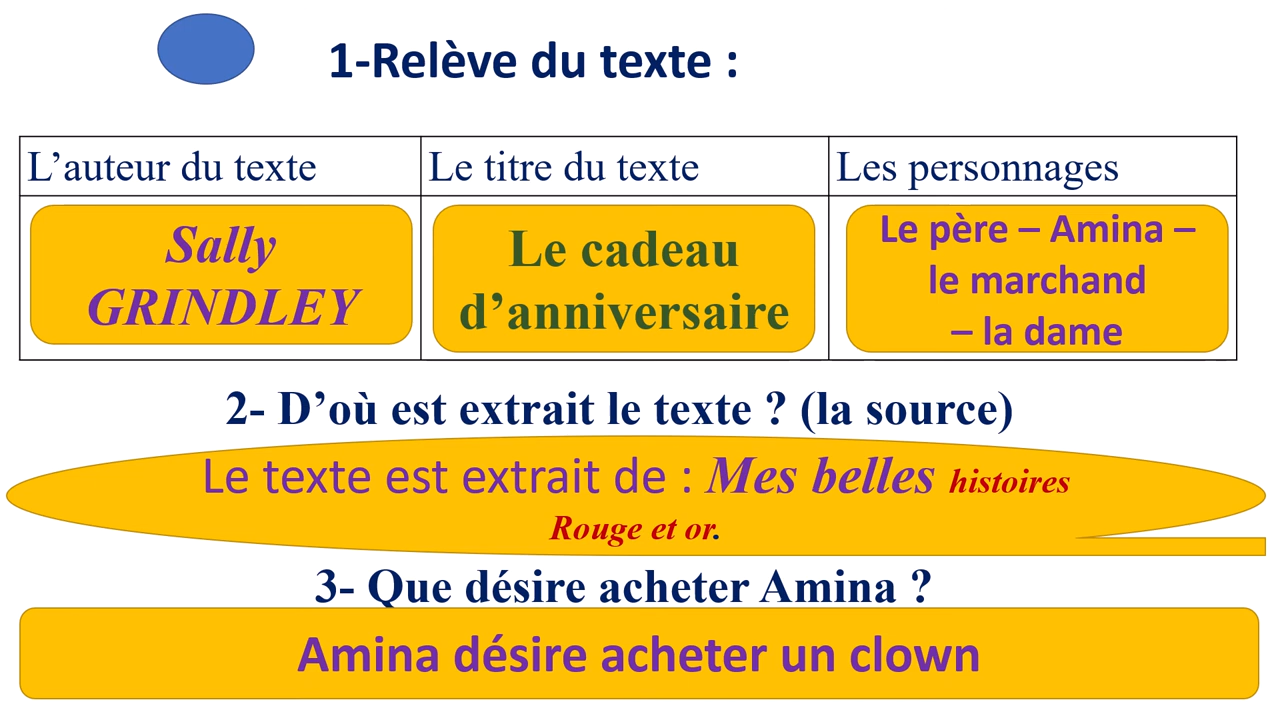 1-Relève du texte :
L’auteur du texte
Le titre du texte
Les personnages
Sally
GRINDLEY
Le cadeau
d’anniversaire
Le père – Amina –
le marchand
– la dame
2- D’où est extrait le texte ? (la source)
Le texte est extrait de : Mes belles histoires
Rouge et or.
3- Que désire acheter Amina ?
Amina désire acheter un clown